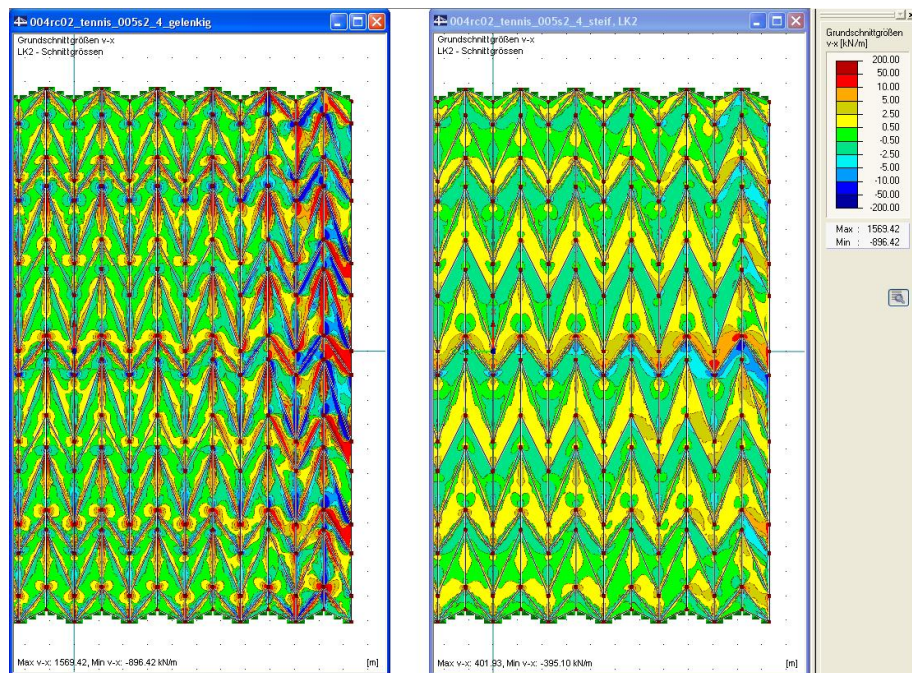 004rc02_tennis_005s2_4_gelenkig
Grundschnittgrößen v-x
LK2 - Schnittgrössen
Max v-x: 1569.42, Min v-x: -896.42 kN/m
[m]
004rc02_tennis_005s2_4_steif, LK2
Grundschnittgrößen v-x
LK2 - Schnittgrössen
Max v-x: 401.93, Min v-x: -395.10 kN/m
[m]
Grundschnittgrößen
v-x [kN/m]
200.00
50.00
10.00
5.00
2.50
0.50
-0.50
-2.50
-5.00
-10.00
-50.00
-200.00
Max : 1569.42
Min : -896.42